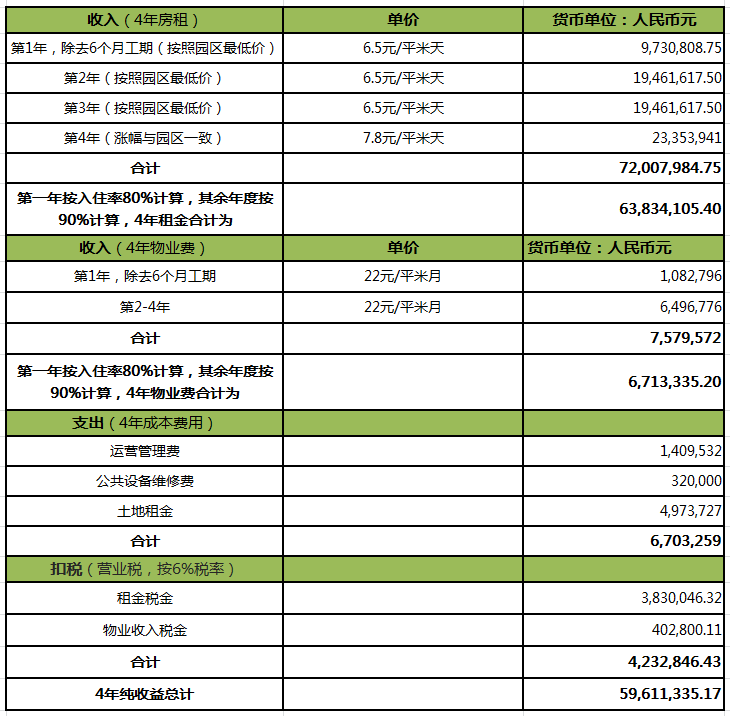 收入（4年房租） 单价 货币单位：人民币元
第1年，除去6个月工期（按照园区最低价） 6.5元/平米天 9,730,808.75
第2年（按照园区最低价） 6.5元/平米天 19,461,617.50
第3年（按照园区最低价） 6.5元/平米天 19,461,617.50
第4年（涨幅与园区一致） 7.8元/平米天 23,353,941
合计 72,007,984.75
第一年按入住率80%计算，其余年度按
90%计算，4年租金合计为 63,834,105.40
收入（4年物业费） 单价 货币单位：人民币元
第1年，除去6个月工期 22元/平米月 1,082,796
第2-4年 22元/平米月 6,496,776
合计 7,579,572
第一年按入住率80%计算，其余年度按
90%计算，4年物业费合计为 6,713,335.20
支出（4年成本费用）
运营管理费 1,409,532
公共设备维修费 320,000
土地租金 4,973,727
合计 6,703,259
扣税（营业税，按6%税率）
租金税金 3,830,046.32
物业收入税金 402,800.11
合计 4,232,846.43
4年纯收益总计 59,611,335.17